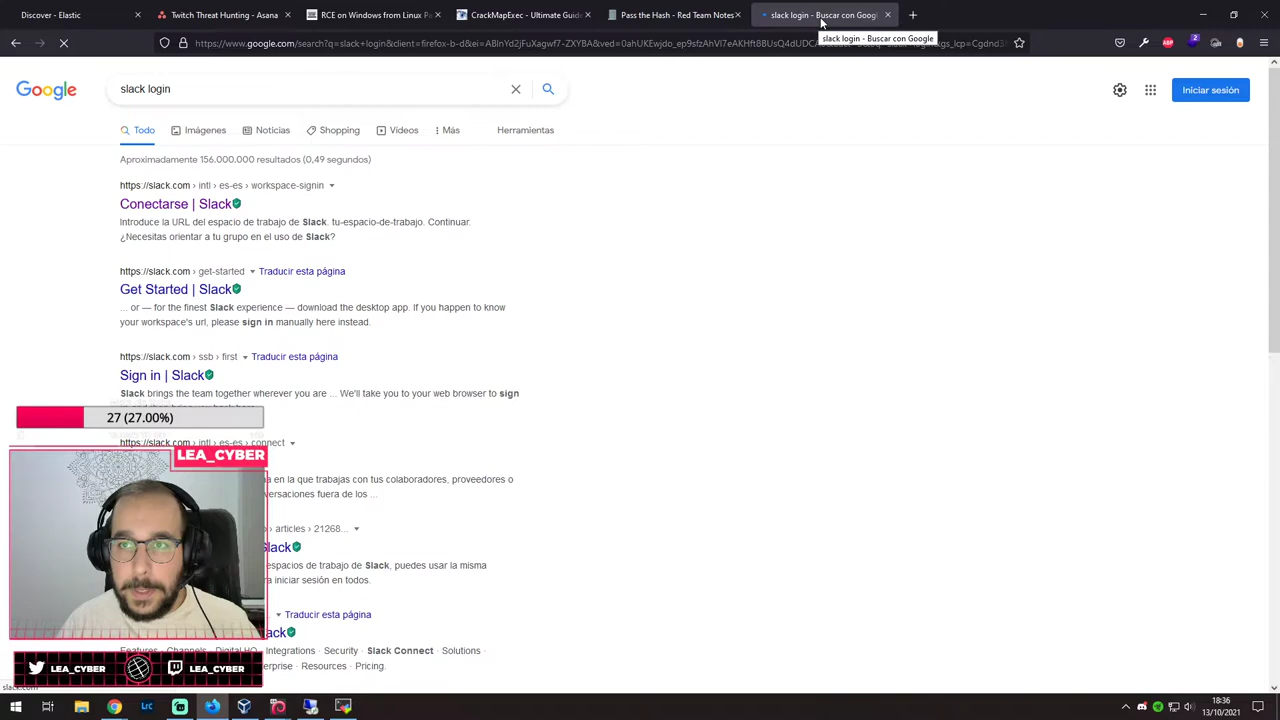 Discover - Elastic
Twitch Threat Hunting - Asana
RCE on Windows from Linux Pa
CrackMapExec - Ultimate Guide
Pass the Hash - Red Team Notes
slack login - Buscar con Googl
slack login - Buscar con Google
Google
slack login
Iniciar sesión
Todo
Imágenes
Noticias
Shopping
Vídeos
Más
Herramientas
Aproximadamente 156.000.000 resultados (0,49 segundos)
https://slack.com › intl › es-es › workspace-signin
Conectarse | Slack
Introduce la URL del espacio de trabajo de Slack. tu-espacio-de-trabajo. Continuar.
¿Necesitas orientar a tu grupo en el uso de Slack?
https://slack.com › get-started
Traducir esta página
Get Started | Slack
... or — for the finest Slack experience — download the desktop app. If you happen to know
your workspace's url, please sign in manually here instead.
https://slack.com › ssb › first
Traducir esta página
Sign in | Slack
Slack brings the team together wherever you are ... We'll take you to your web browser to sign
27 (27.00%)
https://slack.com › intl › es-es › connect
LEA_CYBER
en la que trabajas con tus colaboradores, proveedores o
versaciones fuera de los ...
› articles › 21268...
Slack
espacios de trabajo de Slack, puedes usar la misma
iniciar sesión en todos.
Traducir esta página
ack
Features · Channels · Digital HQ · Integrations · Security · Slack Connect · Solutions ·
erprise · Resources · Pricing.
LEA_CYBER
LEA_CYBER
slack.com
Lrc
18:36
13/10/2021